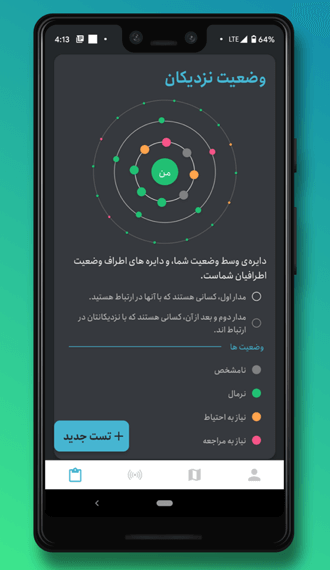 4:13
LTE 64%
وضعیت نزدیکان
من
دایره‌ی وسط وضعیت شما، و دایره های اطراف وضعیت
اطرافیان شماست.
مدار اول، کسانی هستند که با آنها در ارتباط هستید.
مدار دوم و بعد از آن، کسانی هستند که با نزدیکانتان در
ارتباط اند.
وضعیت ها
نامشخص
نرمال
نیاز به احتیاط
نیاز به مراجعه
+ تست جدید